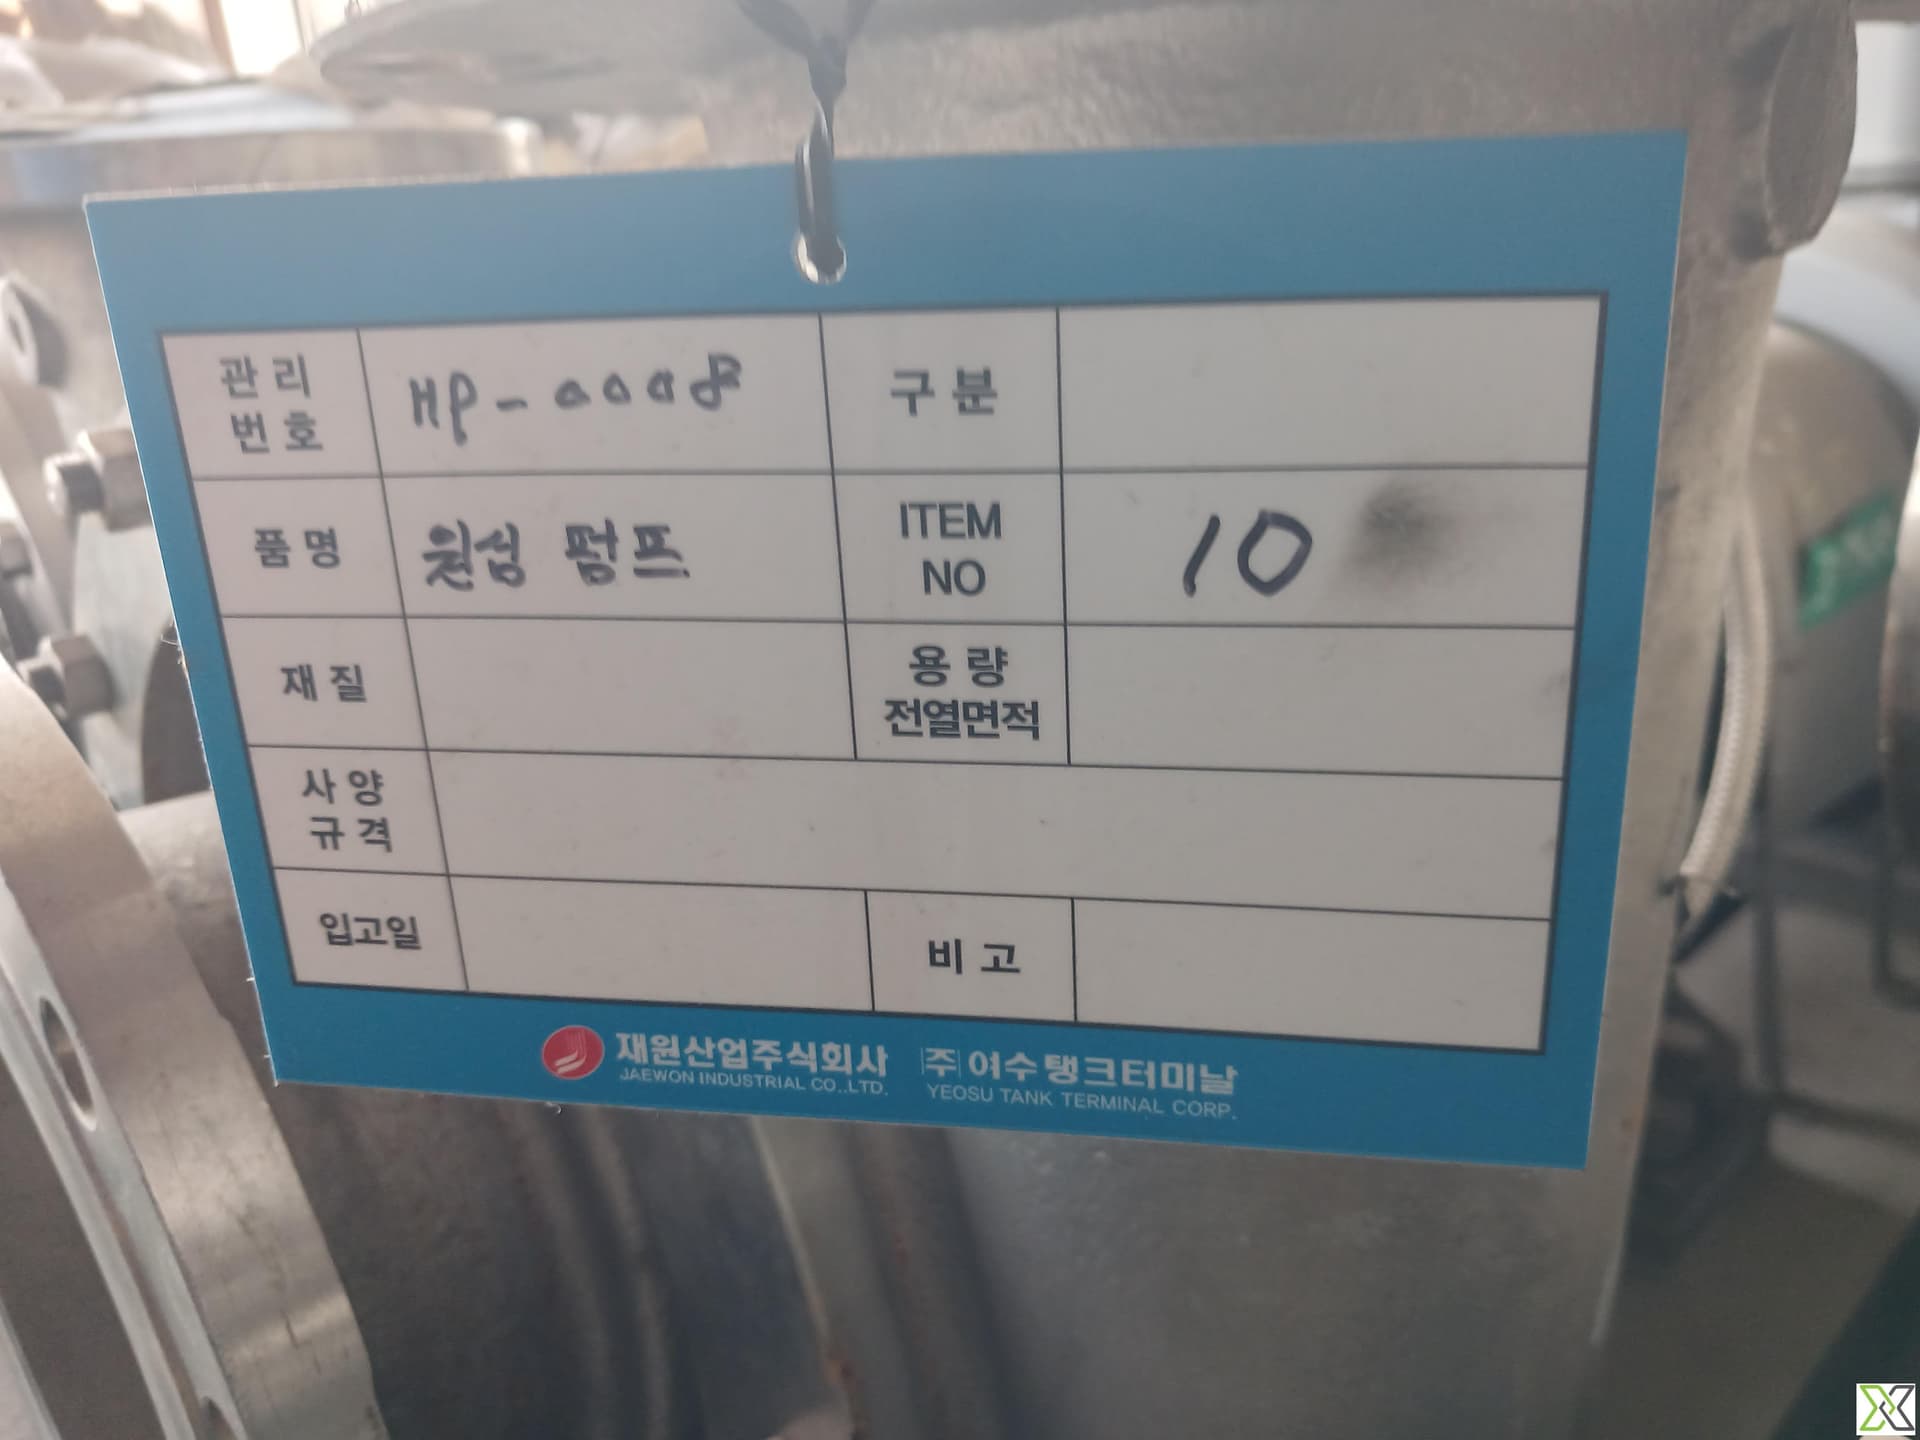 관리 번호 HP-0008 구분
품명 원심 펌프 ITEM NO 10
재질 용량 전열면적
사양 규격
입고일 비고
재원산업주식회사 |주|여수탱크터미날
JAEWON INDUSTRIAL CO.,LTD. YEOSU TANK TERMINAL CORP.